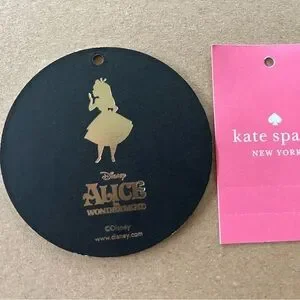 Disney
ALICE
IN
WONDERLAND
©Disney
www.disney.com
kate spa
NEW YORK